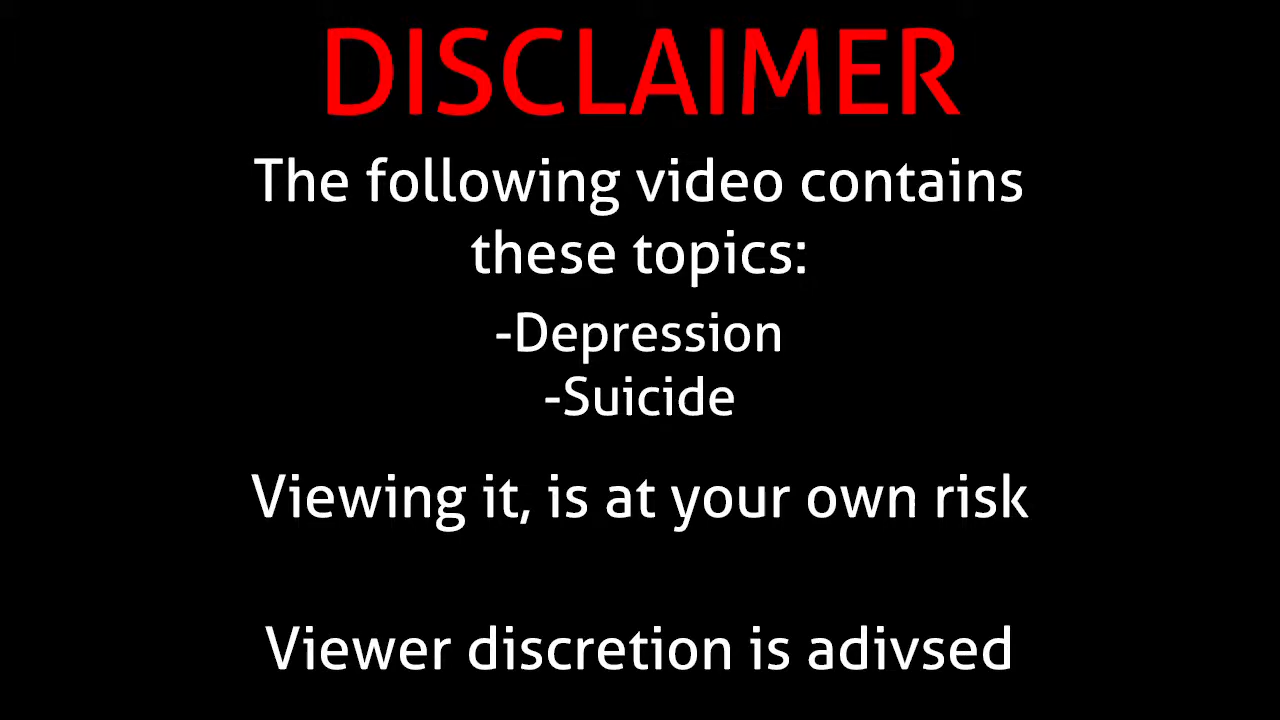 DISCLAIMER
The following video contains
these topics:
-Depression
-Suicide
Viewing it, is at your own risk
Viewer discretion is adivsed